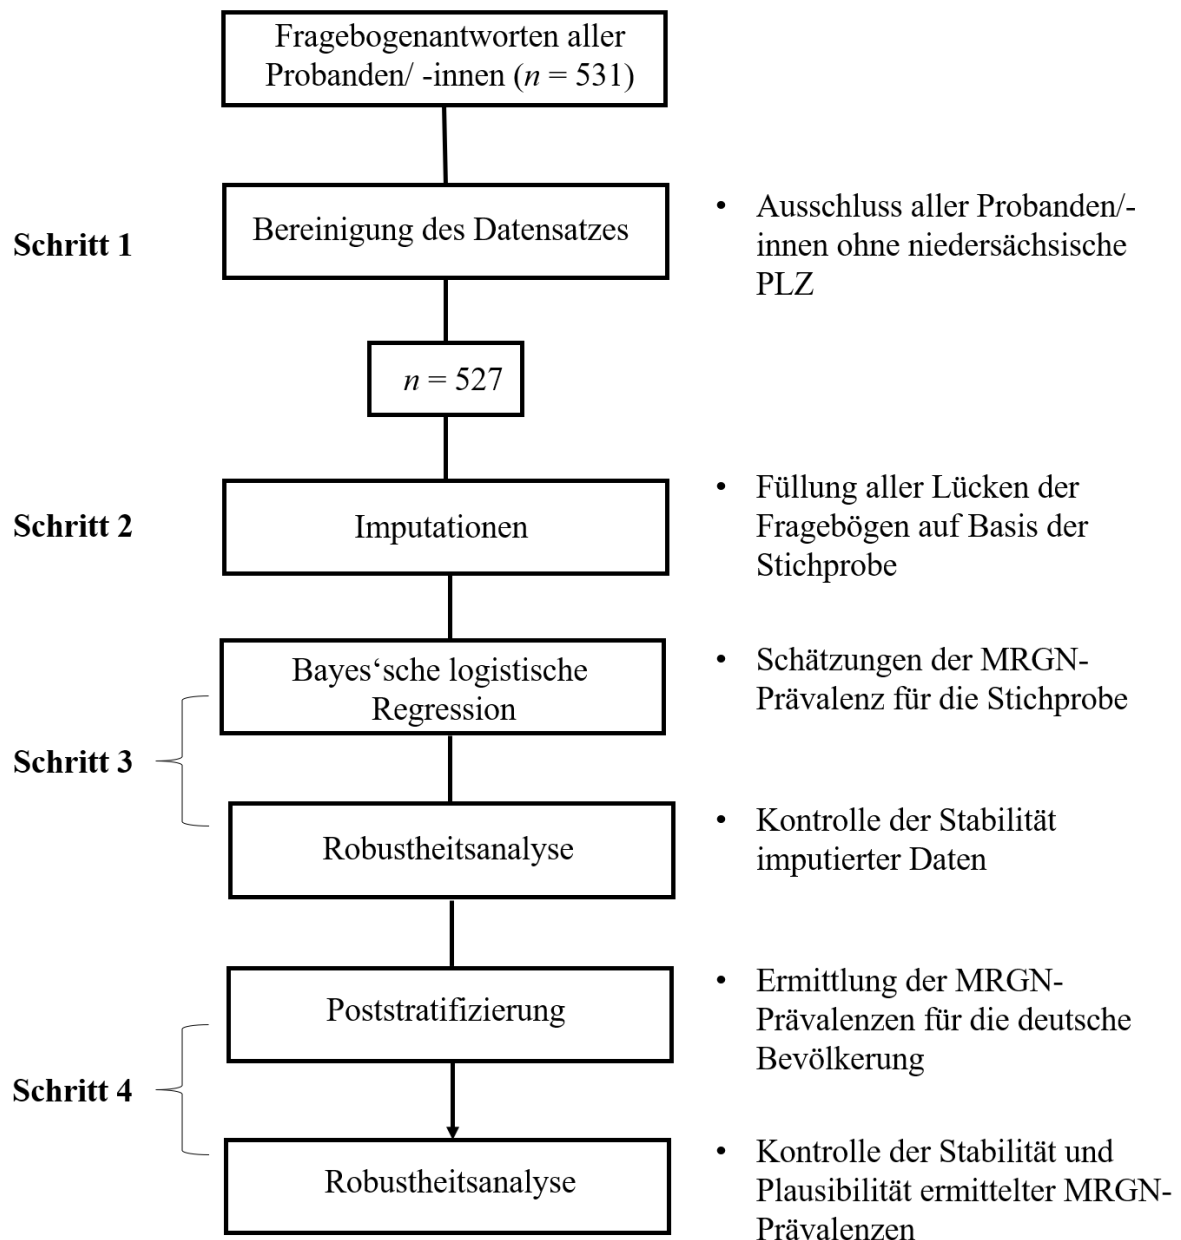 Fragebogenantworten aller
Probanden/ -innen (n = 531)
Schritt 1
Bereinigung des Datensatzes
• Ausschluss aller Probanden/-
innen ohne niedersächsische
PLZ
n = 527
Schritt 2
Imputationen
• Füllung aller Lücken der
Fragebögen auf Basis der
Stichprobe
Schritt 3
Bayes‘sche logistische
Regression
• Schätzungen der MRGN-
Prävalenz für die Stichprobe
Robustheitsanalyse
• Kontrolle der Stabilität
imputierter Daten
Schritt 4
Poststratifizierung
• Ermittlung der MRGN-
Prävalenzen für die deutsche
Bevölkerung
Robustheitsanalyse
• Kontrolle der Stabilität und
Plausibilität ermittelter MRGN-
Prävalenzen